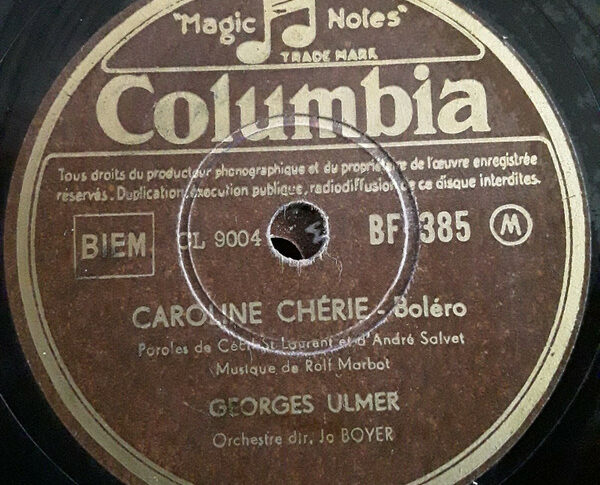 "Magic Notes"
TRADE MARK
Columbia
Tous droits du producteur phonographique et du propriétaire de l'œuvre enregistrée
réservés. Duplication, exécution publique, radiodiffusion de ce disque interdites.
BIEM CL 9004 BF 385 M
CAROLINE CHÉRIE - Boléro
Paroles de Cécil St Laurent et d'André Salvet
Musique de Rolf Marbot
GEORGES ULMER
Orchestre dir. Jo BOYER